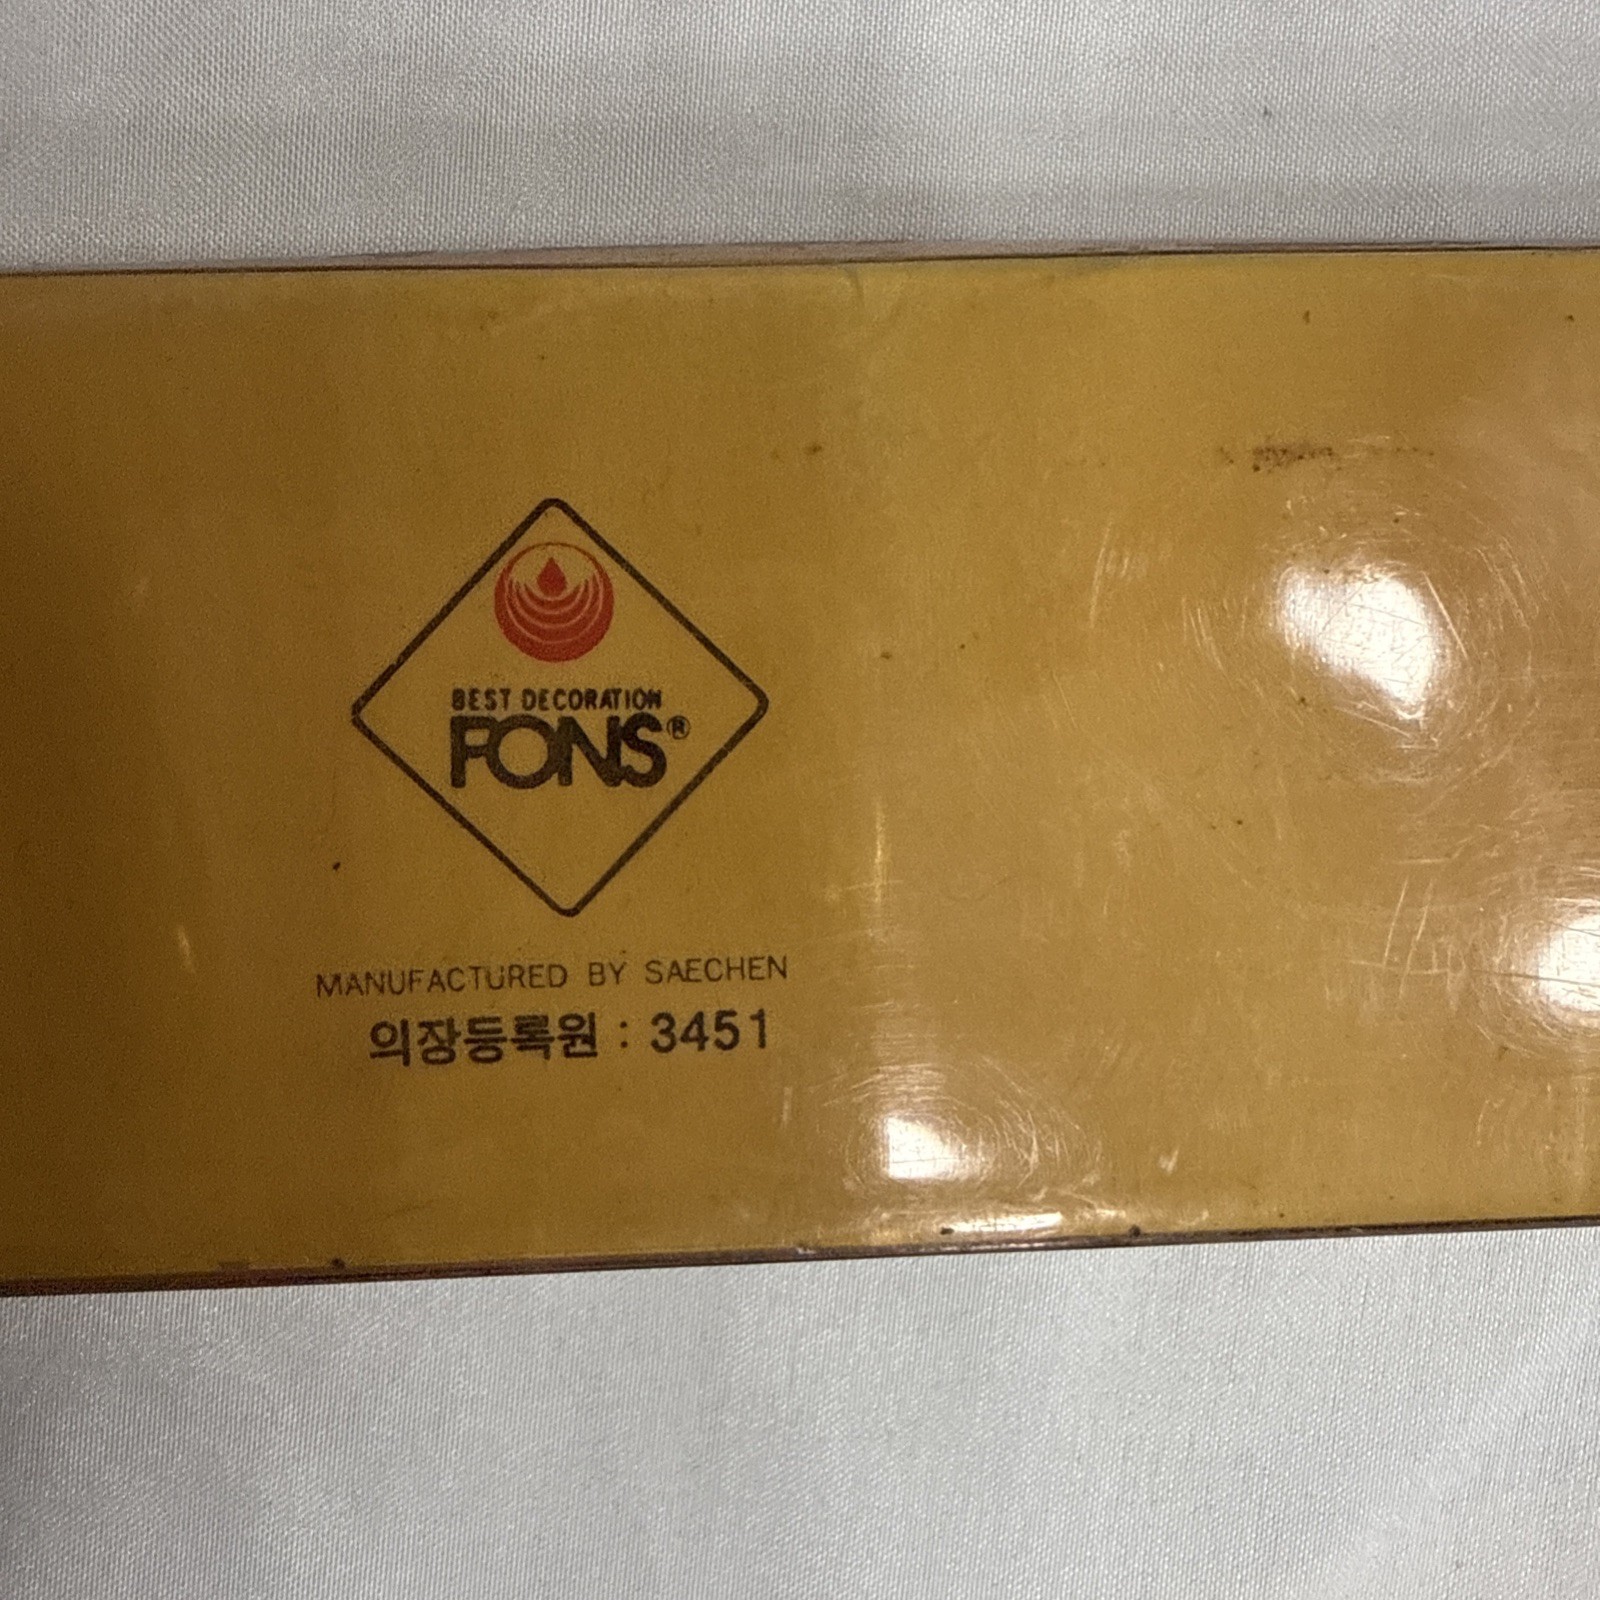 BEST DECORATION
FONS®
MANUFACTURED BY SAECHEN
의장등록원 : 3451